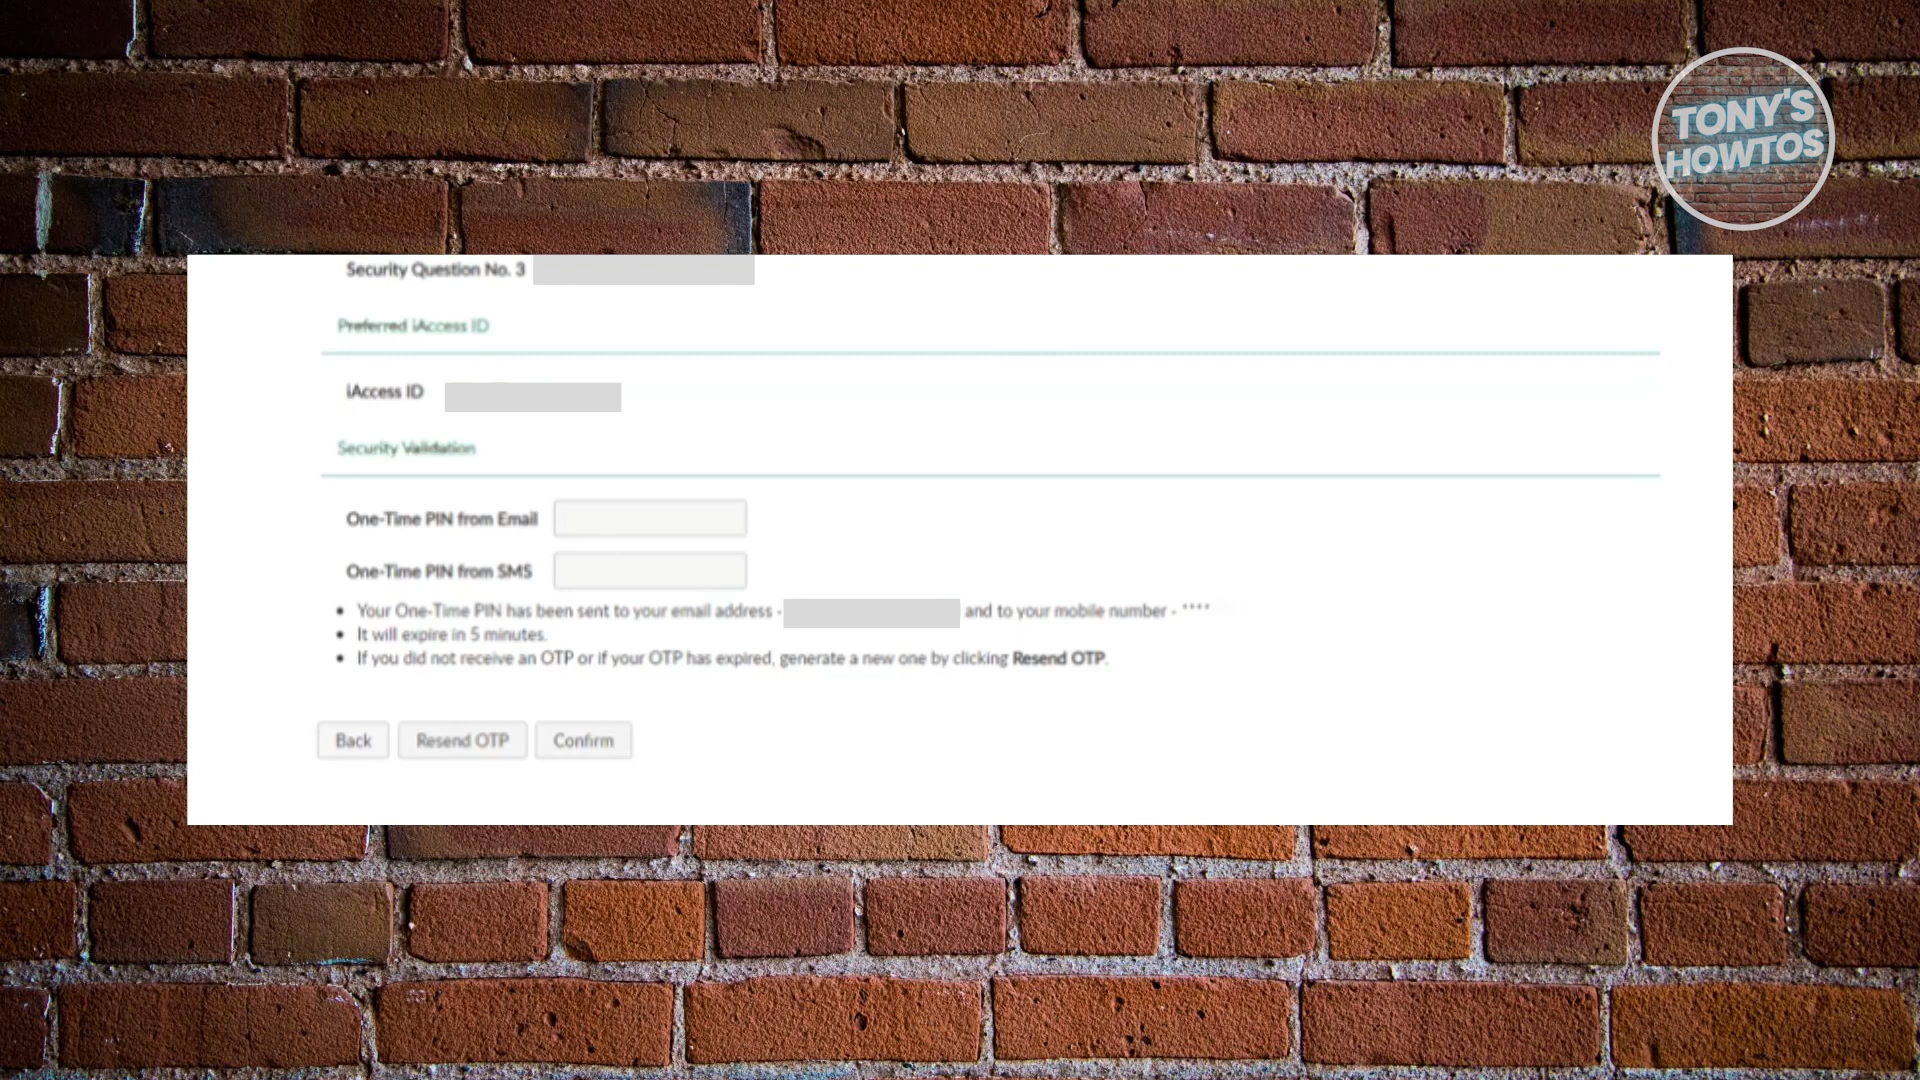 TONY'S
HOWTOS
Security Question No. 3
Preferred iAccess ID
iAccess ID
Security Validation
One-Time PIN from Email
One-Time PIN from SMS
• Your One-Time PIN has been sent to your email address - and to your mobile number - ****
• It will expire in 5 minutes.
• If you did not receive an OTP or if your OTP has expired, generate a new one by clicking Resend OTP.
Back Resend OTP Confirm